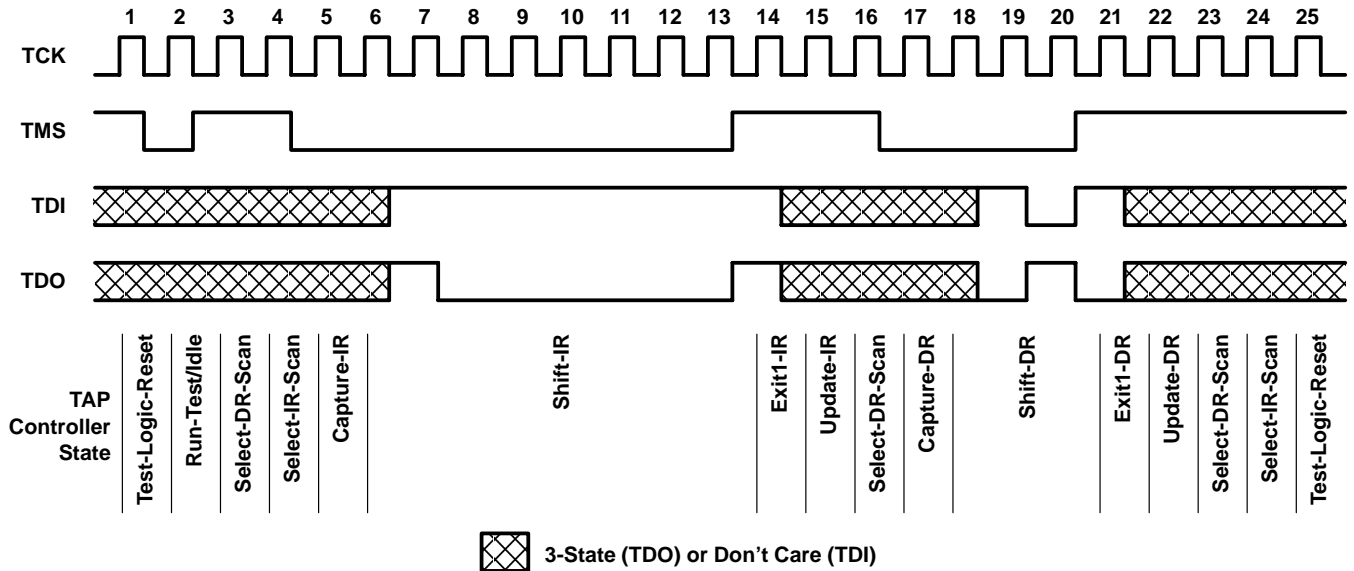 1 2 3 4 5 6 7 8 9 10 11 12 13 14 15 16 17 18 19 20 21 22 23 24 25
TCK
TMS
TDI
TDO
TAP
Controller
State
Test-Logic-Reset
Run-Test/Idle
Select-DR-Scan
Select-IR-Scan
Capture-IR
Shift-IR
Exit1-IR
Update-IR
Select-DR-Scan
Capture-DR
Shift-DR
Exit1-DR
Update-DR
Select-DR-Scan
Select-IR-Scan
Test-Logic-Reset
3-State (TDO) or Don’t Care (TDI)